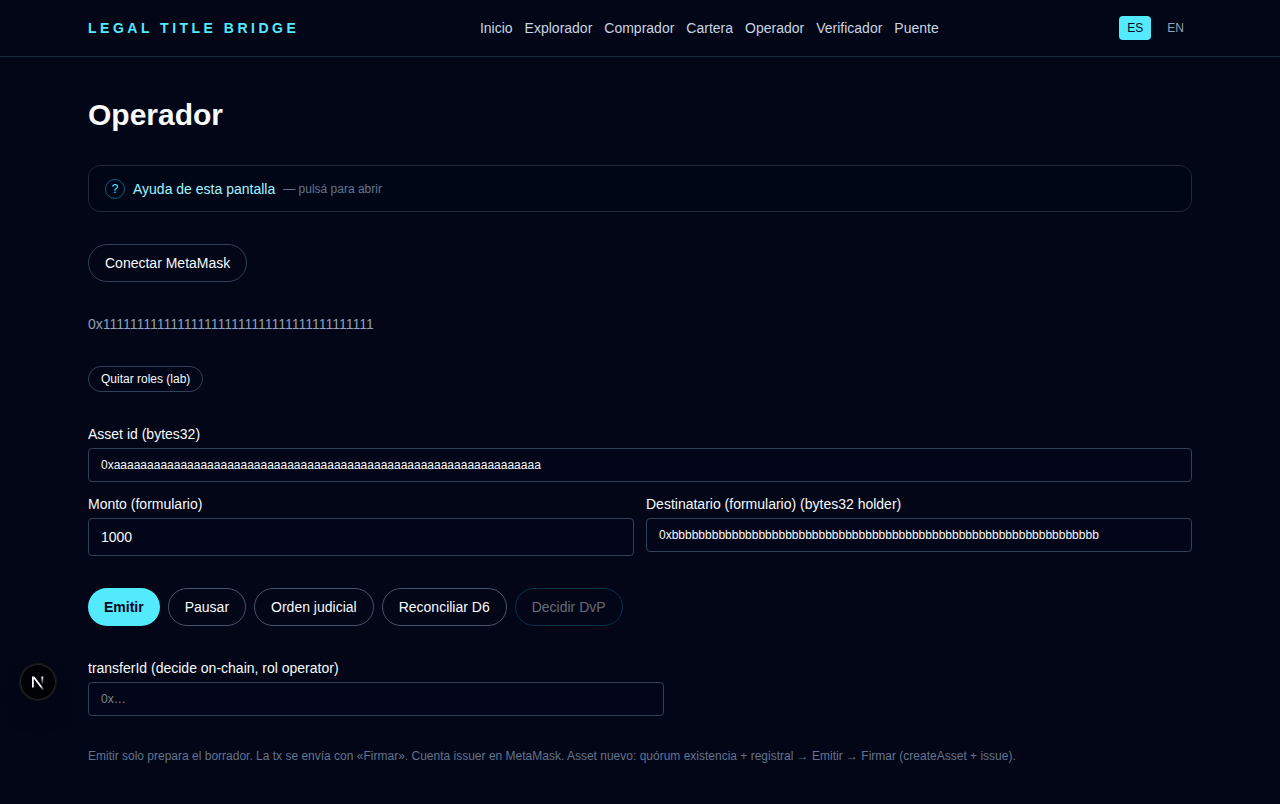 LEGAL TITLE BRIDGE
Inicio Explorador Comprador Cartera Operador Verificador Puente
ES EN
Operador
? Ayuda de esta pantalla — pulsá para abrir
Conectar MetaMask
0x1111111111111111111111111111111111111111
Quitar roles (lab)
Asset id (bytes32)
0xaaaaaaaaaaaaaaaaaaaaaaaaaaaaaaaaaaaaaaaaaaaaaaaaaaaaaaaaaaaaaaaa
Monto (formulario)
1000
Destinatario (formulario) (bytes32 holder)
0xbbbbbbbbbbbbbbbbbbbbbbbbbbbbbbbbbbbbbbbbbbbbbbbbbbbbbbbbbbbbbbbb
Emitir Pausar Orden judicial Reconciliar D6 Decidir DvP
transferId (decide on-chain, rol operator)
0x…
Emitir solo prepara el borrador. La tx se envía con «Firmar». Cuenta issuer en MetaMask. Asset nuevo: quórum existencia + registral → Emitir → Firmar (createAsset + issue).